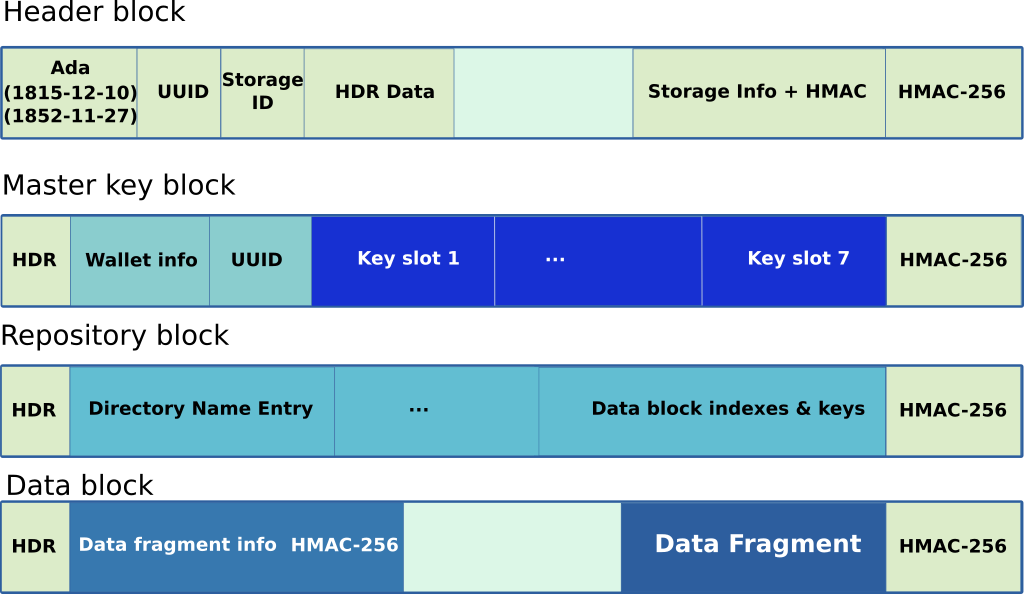 Header block
Ada
(1815-12-10)
(1852-11-27)
UUID
Storage
ID
HDR Data
Storage Info + HMAC
HMAC-256
Master key block
HDR
Wallet info
UUID
Key slot 1
...
Key slot 7
HMAC-256
Repository block
HDR
Directory Name Entry
...
Data block indexes & keys
HMAC-256
Data block
HDR
Data fragment info HMAC-256
Data Fragment
HMAC-256